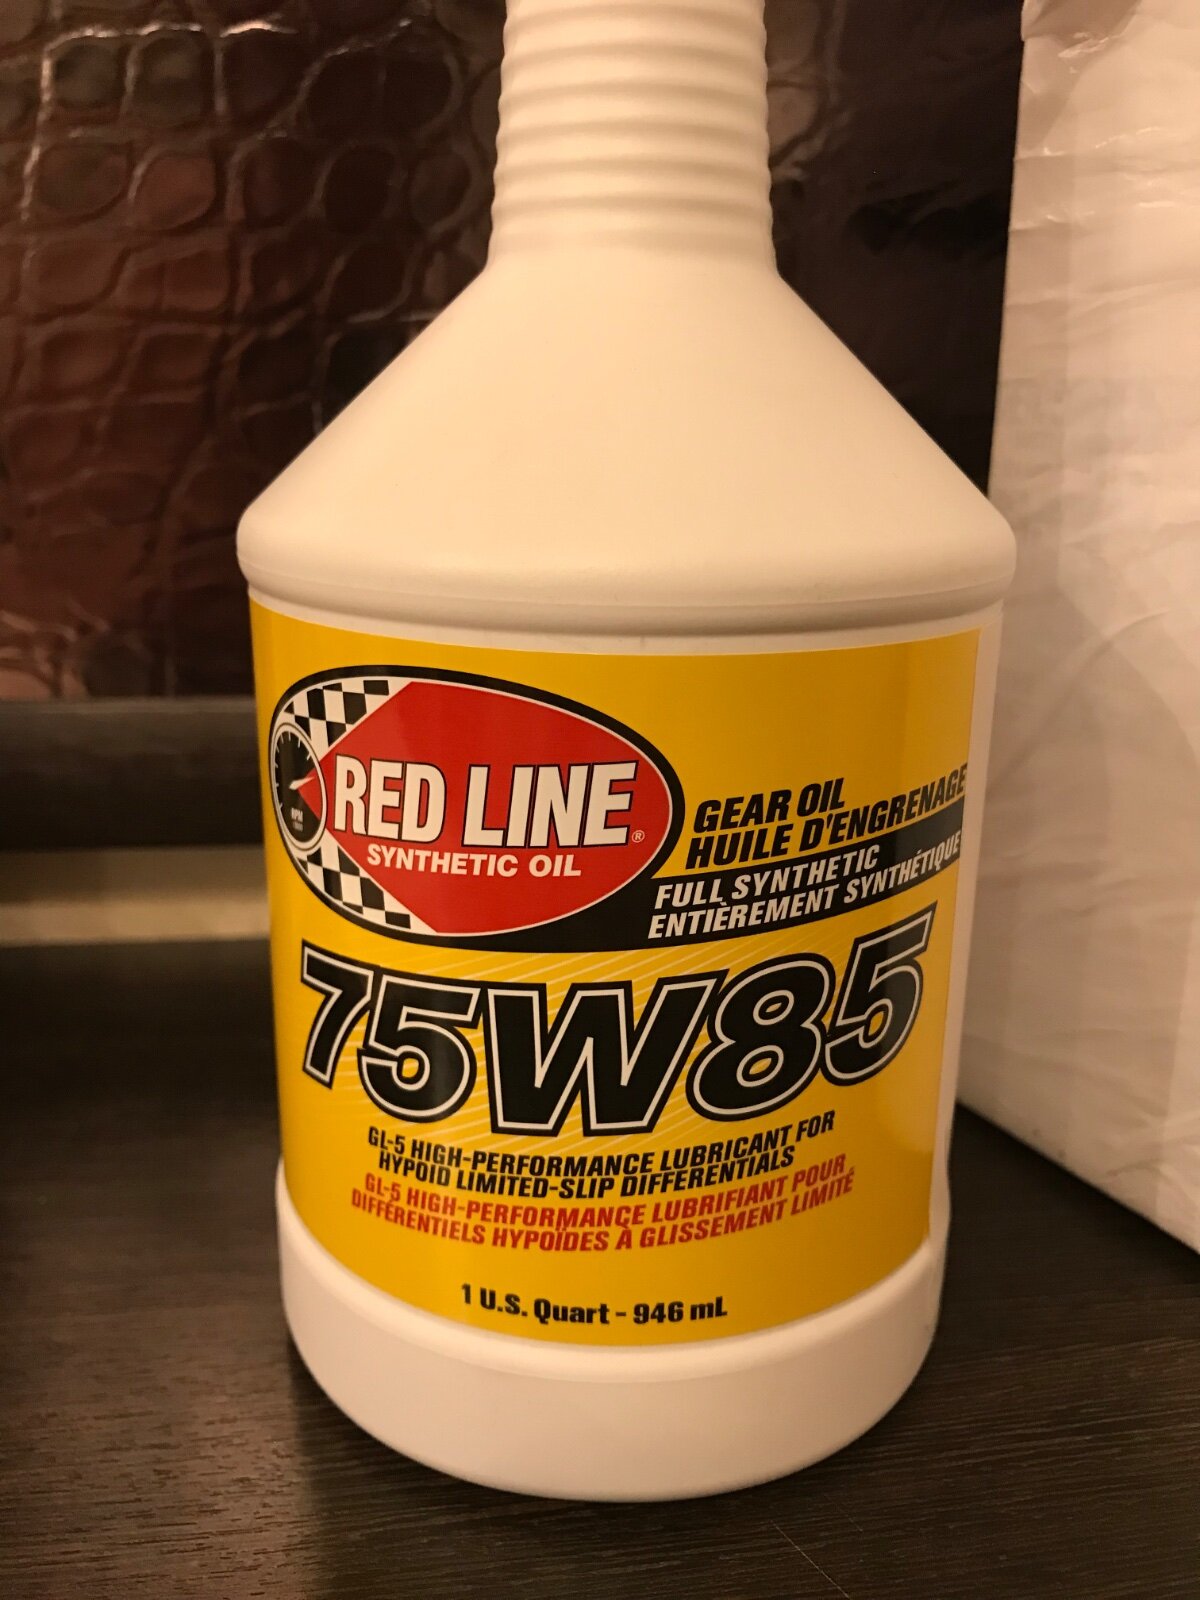 RED LINE®
SYNTHETIC OIL
RPM
GEAR OIL
HUILE D'ENGRENAGE
FULL SYNTHETIC
ENTIÈREMENT SYNTHÉTIQUE
75W85
GL-5 HIGH-PERFORMANCE LUBRICANT FOR
HYPOID LIMITED-SLIP DIFFERENTIALS
GL-5 HIGH-PERFORMANCE LUBRIFIANT POUR
DIFFÉRENTIELS HYPOÏDES À GLISSEMENT LIMITÉ
1 U.S. Quart - 946 mL